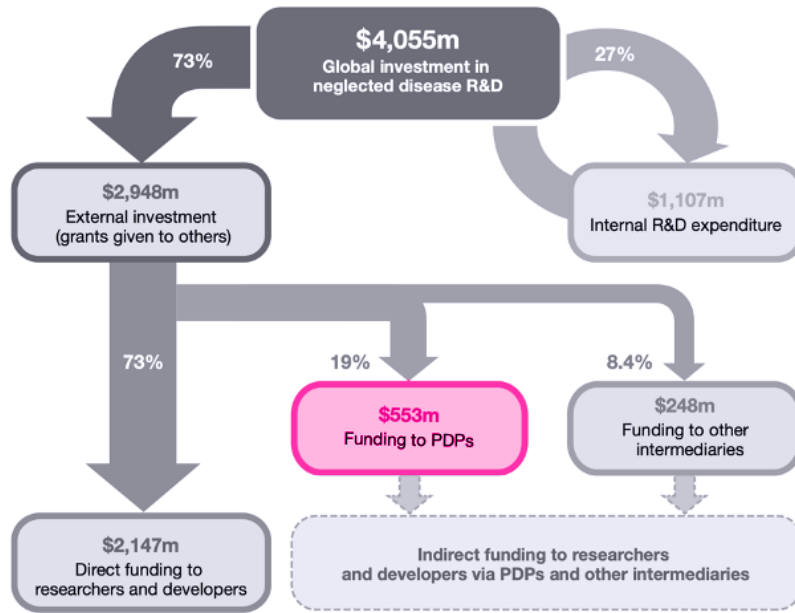 $4,055m
Global investment in
neglected disease R&D
73%
27%
$2,948m
External investment
(grants given to others)
$1,107m
Internal R&D expenditure
73%
19%
8.4%
$553m
Funding to PDPs
$248m
Funding to other
intermediaries
$2,147m
Direct funding to
researchers and developers
Indirect funding to researchers
and developers via PDPs and other intermediaries